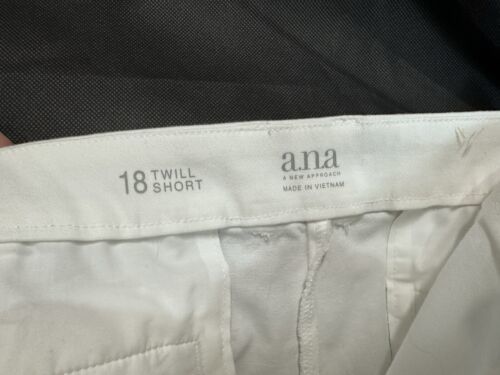 18 TWILL
SHORT
a.n.a
A NEW APPROACH
MADE IN VIETNAM